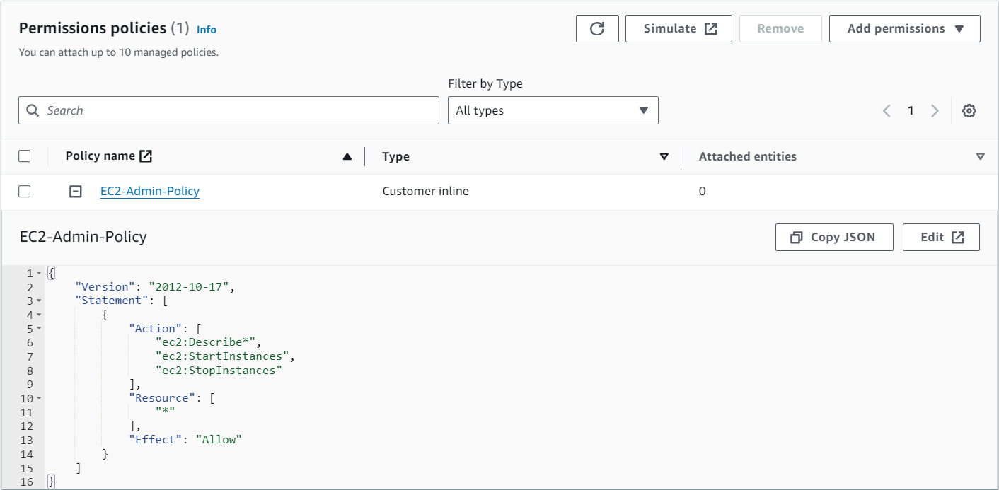 Permissions policies (1) Info
Simulate
Remove
Add permissions
You can attach up to 10 managed policies.
Filter by Type
Search
All types
1
Policy name
Type
Attached entities
EC2-Admin-Policy
Customer inline
0
EC2-Admin-Policy
Copy JSON
Edit
1 {
2 "Version": "2012-10-17",
3 "Statement": [
4 {
5 "Action": [
6 "ec2:Describe*",
7 "ec2:StartInstances",
8 "ec2:StopInstances"
9 ],
10 "Resource": [
11 "*"
12 ],
13 "Effect": "Allow"
14 }
15 ]
16 }